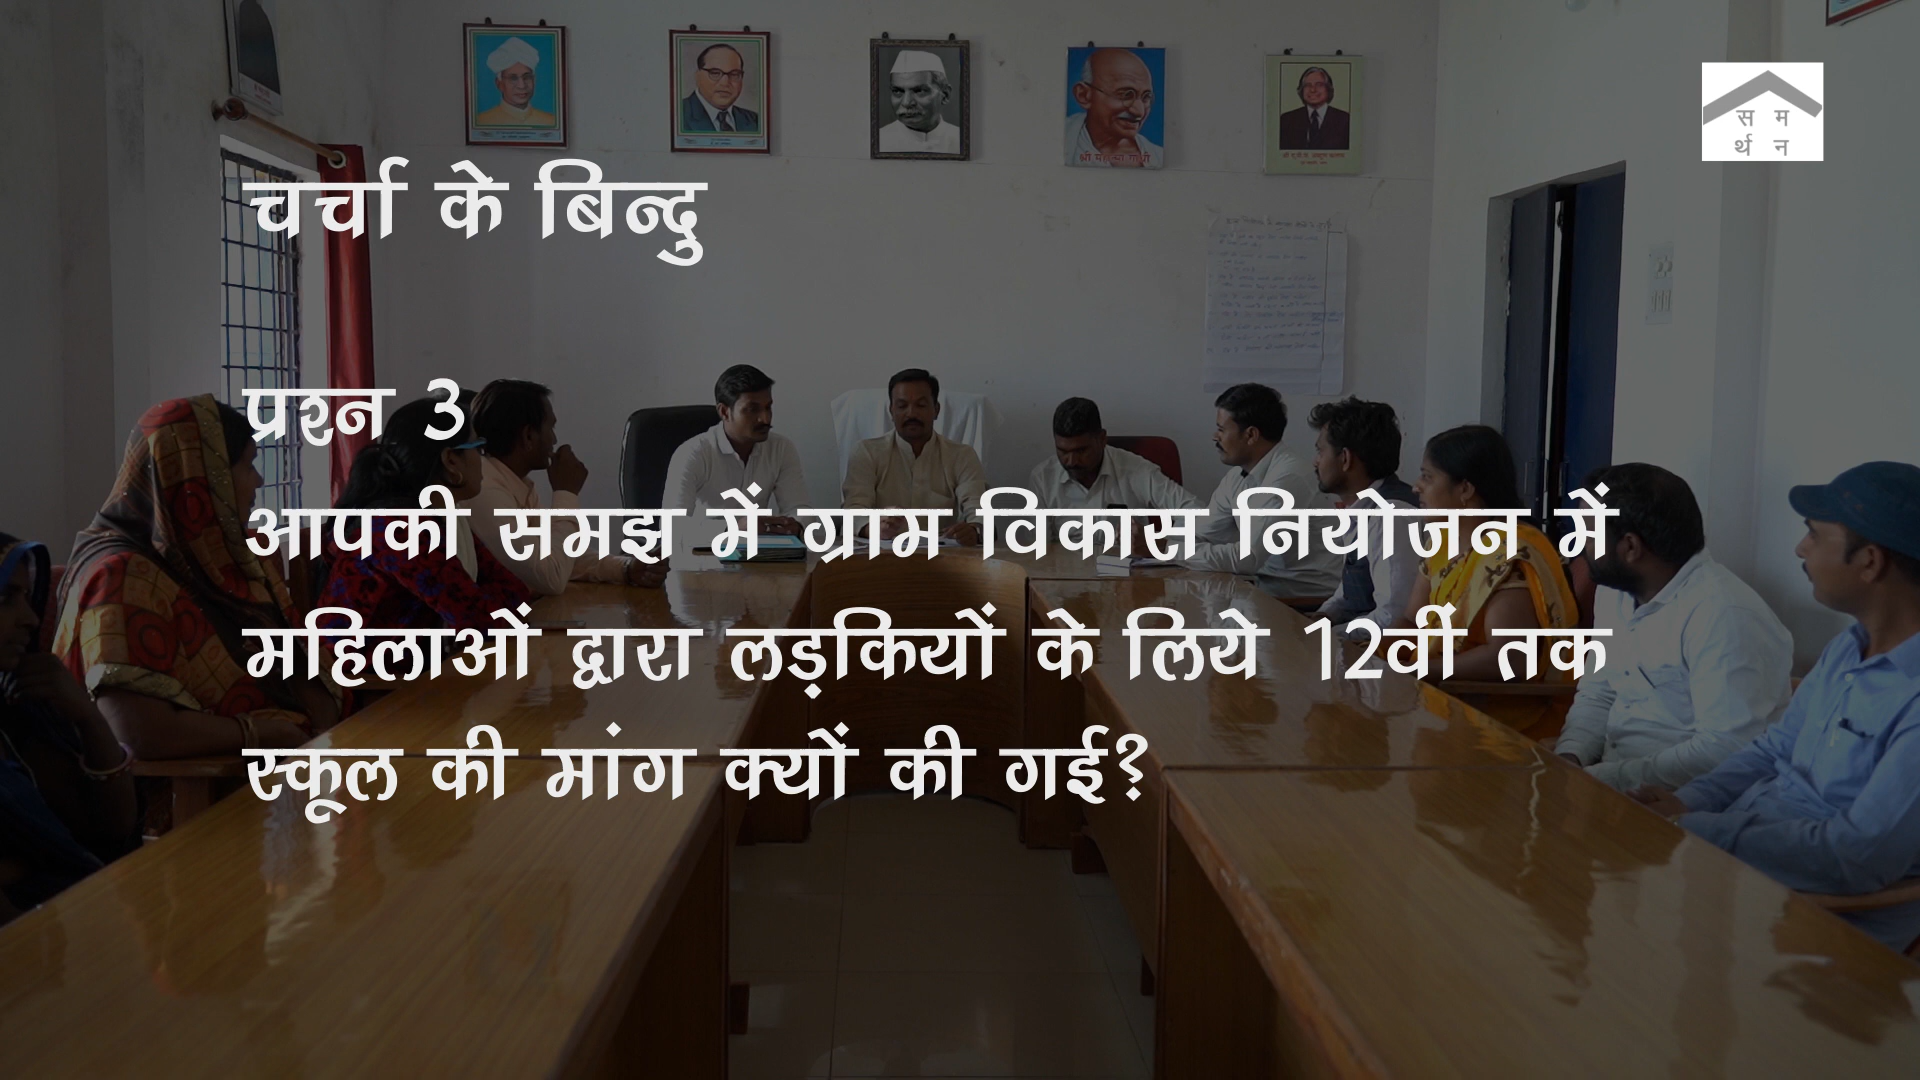 स म
र्थ न
चर्चा के बिन्दु
प्रश्न 3
आपकी समझ में ग्राम विकास नियोजन में
महिलाओं द्वारा लड़कियों के लिये 12वीं तक
स्कूल की मांग क्यों की गई?